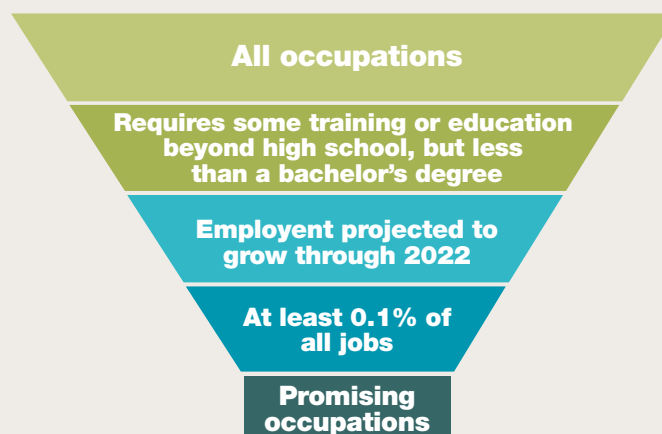 All occupations
Requires some training or education
beyond high school, but less
than a bachelor’s degree
Employent projected to
grow through 2022
At least 0.1% of
all jobs
Promising
occupations